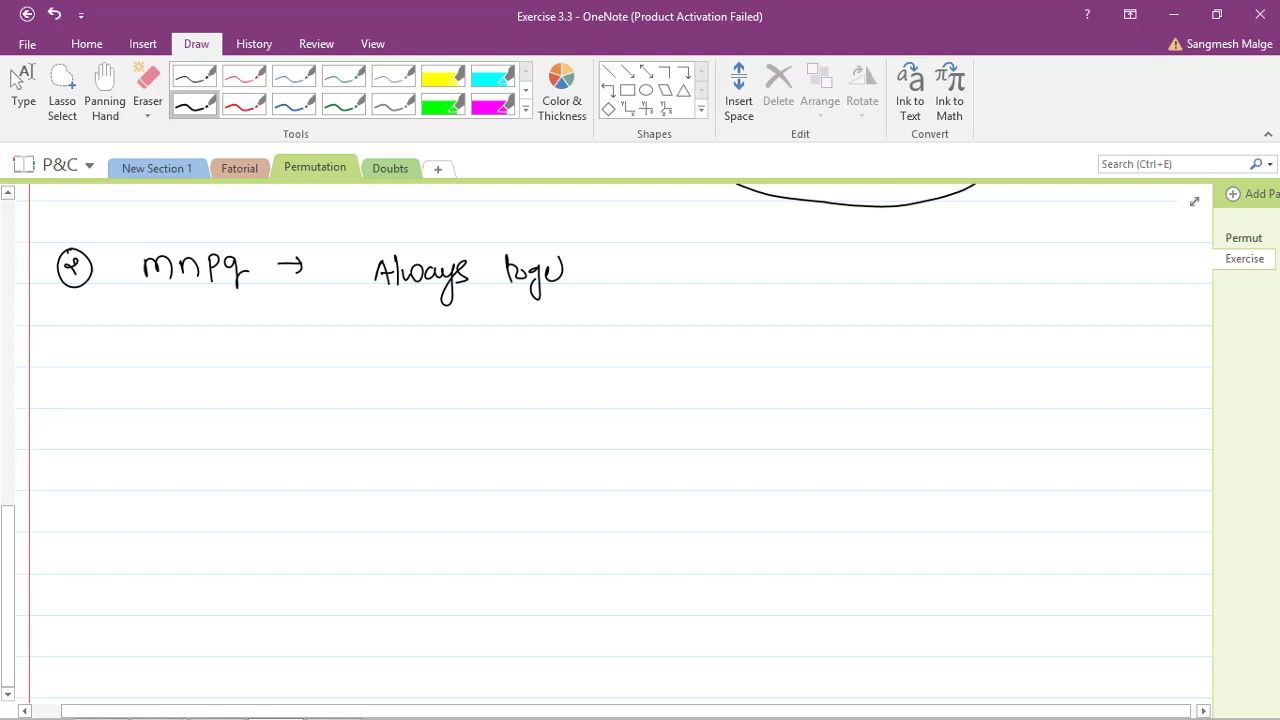 Exercise 3.3 - OneNote (Product Activation Failed)
File Home Insert Draw History Review View Sangmesh Malge
Type Lasso Select Panning Hand Eraser Color & Thickness Insert Space Delete Arrange Rotate Ink to Text Ink to Math
Tools Shapes Edit Convert
P&C New Section 1 Fatorial Permutation Doubts Search (Ctrl+E)
Add Pa
Permut
Exercise
② mnpq → Always toge